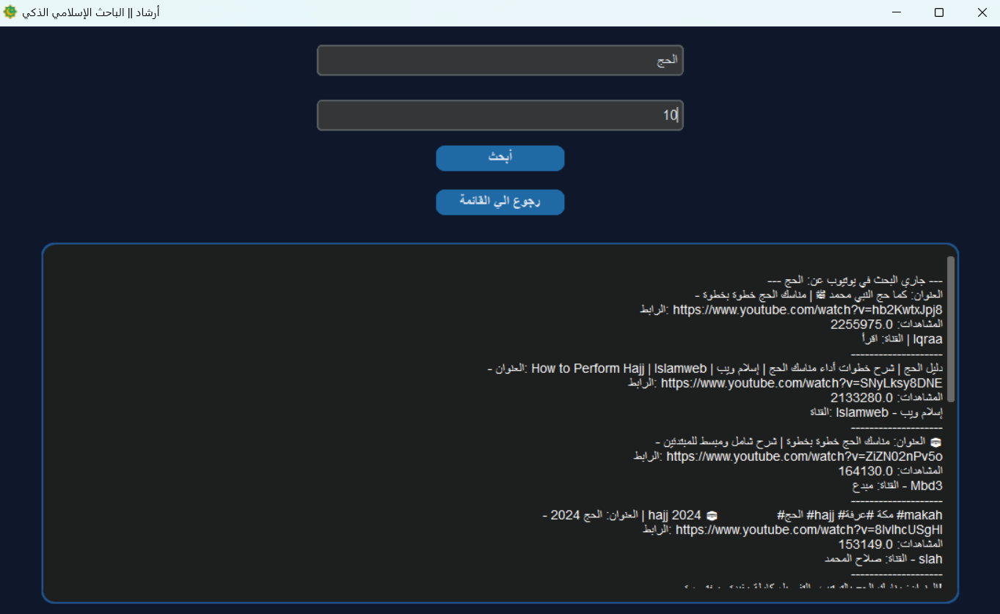 أرشاد || الباحث الإسلامي الذكي
الحج
10
أبحث
رجوع الي القائمة
--- جاري البحث في يوتيوب عن: الحج ---
- العنوان: كما حج النبي محمد ﷺ | مناسك الحج خطوة بخطوة
الرابط: https://www.youtube.com/watch?v=hb2KwtxJpj8
المشاهدات: 2255975.0
القناة: اقرأ | Iqraa
--------------------
- العنوان: How to Perform Hajj | Islamweb | دليل الحج | شرح خطوات أداء مناسك الحج | إسلام ويب
الرابط: https://www.youtube.com/watch?v=SNyLksy8DNE
المشاهدات: 2133280.0
القناة: Islamweb - إسلام ويب
--------------------
- العنوان: مناسك الحج خطوة بخطوة | شرح شامل ومبسط للمبتدئين 🕋
الرابط: https://www.youtube.com/watch?v=ZiZN02nPv5o
المشاهدات: 164130.0
القناة: مبدع - Mbd3
--------------------
- العنوان: الحج 2024 | hajj 2024 🕋 #الحج #hajj #عرفة #مكة #makah
الرابط: https://www.youtube.com/watch?v=8lvlhcUSgHI
المشاهدات: 153149.0
القناة: صلاح المحمد - slah
--------------------